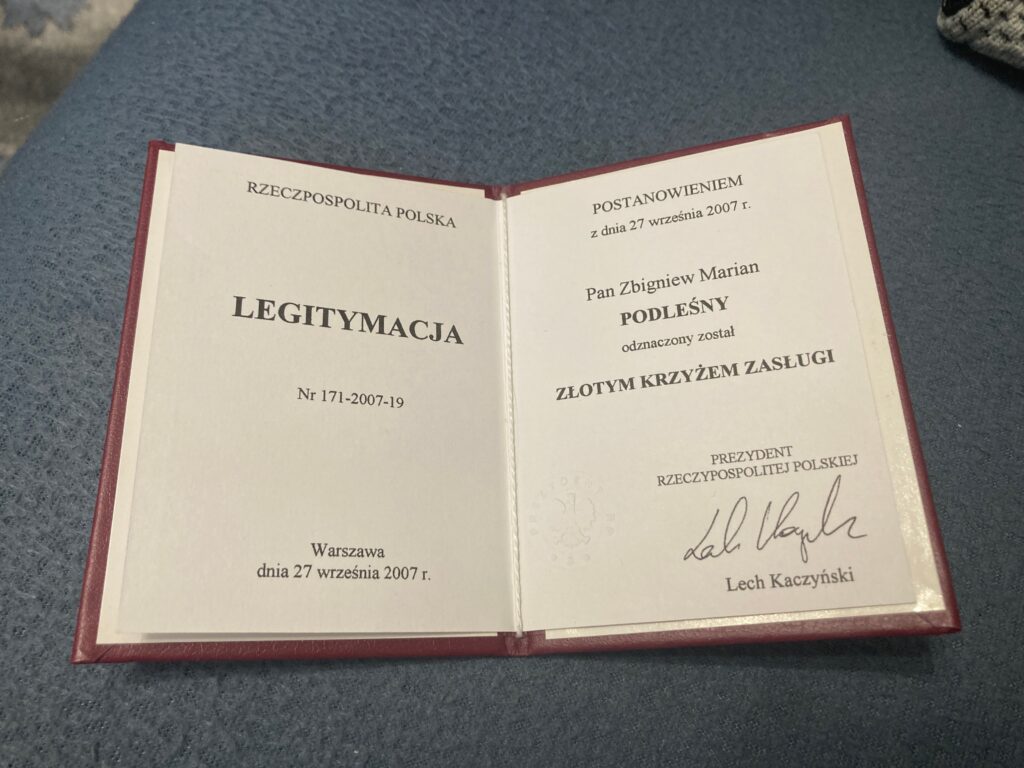 RZECZPOSPOLITA POLSKA
LEGITYMACJA
Nr 171-2007-19
Warszawa
dnia 27 września 2007 r.
POSTANOWIENIEM
z dnia 27 września 2007 r.
Pan Zbigniew Marian
PODLEŚNY
odznaczony został
ZŁOTYM KRZYŻEM ZASŁUGI
PREZYDENT
RZECZYPOSPOLITEJ POLSKIEJ
Lech Kaczyński